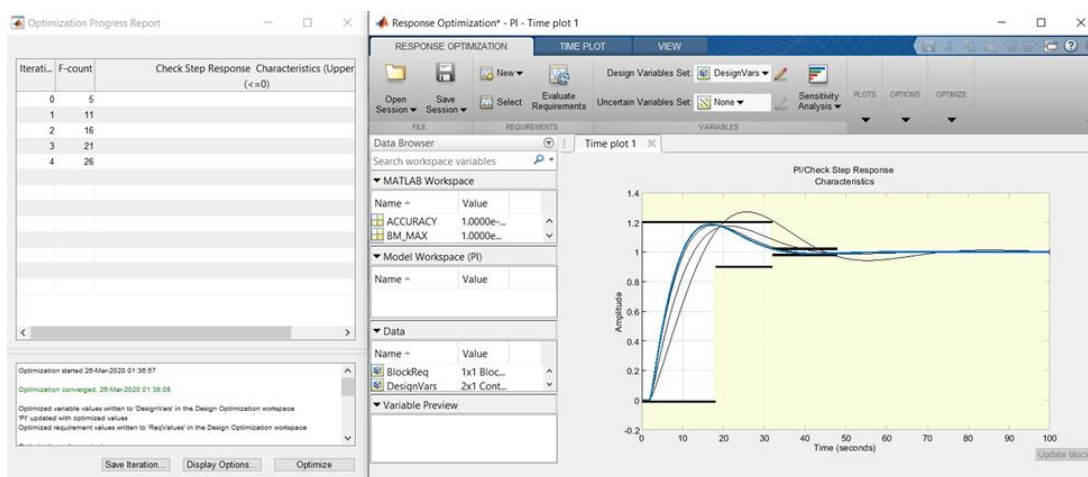 Optimization Progress Report
Iterati... F-count Check Step Response Characteristics (Upper
(<=0)
0 5
1 11
2 16
3 21
4 26
Optimization started 26-Mar-2020 01:36:57
Optimization converged, 26-Mar-2020 01:38:08
Optimized variable values written to 'DesignVars' in the Design Optimization workspace
'PI' updated with optimized values
Optimized requirement values written to 'ReqValues' in the Design Optimization workspace
Save Iteration... Display Options... Optimize
Response Optimization* - PI - Time plot 1
RESPONSE OPTIMIZATION TIME PLOT VIEW
Open Session Save Session
New
Select
Evaluate Requirements
Design Variables Set: DesignVars
Uncertain Variables Set: None
Sensitivity Analysis
PLOTS OPTIONS OPTIMIZE
FILE REQUIREMENTS VARIABLES
Data Browser
Search workspace variables
MATLAB Workspace
Name Value
ACCURACY 1.0000e-...
BM_MAX 1.0000e...
Model Workspace (PI)
Name Value
Data
Name Value
BlockReq 1x1 Bloc...
DesignVars 2x1 Cont...
Variable Preview
Time plot 1
PI/Check Step Response
Characteristics
Amplitude
1.4
1.2
1
0.8
0.6
0.4
0.2
0
-0.2
0 10 20 30 40 50 60 70 80 90 100
Time (seconds)
Update block